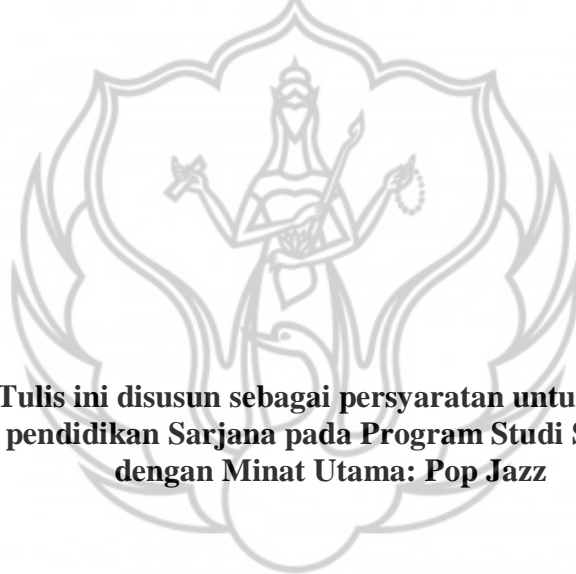 Tulis ini disusun sebagai persyaratan untu
pendidikan Sarjana pada Program Studi S
dengan Minat Utama: Pop Jazz